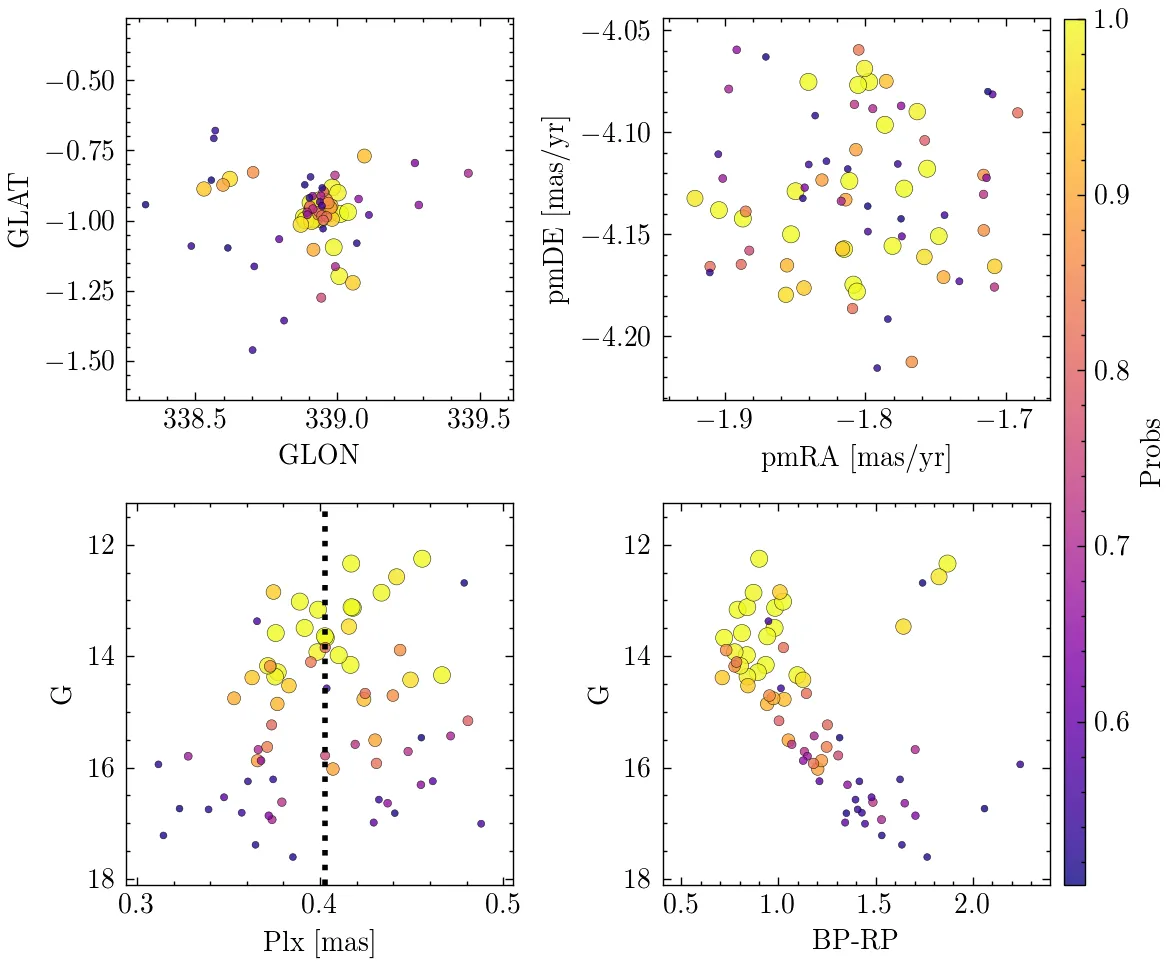 −0.50
−0.75
−1.00
−1.25
−1.50
GLAT
338.5 339.0 339.5
GLON
−4.05
−4.10
−4.15
−4.20
pmDE [mas/yr]
−1.9 −1.8 −1.7
pmRA [mas/yr]
12
14
16
18
G
0.3 0.4 0.5
Plx [mas]
12
14
16
18
G
0.5 1.0 1.5 2.0
BP-RP
1.0
0.9
0.8
0.7
0.6
Probs